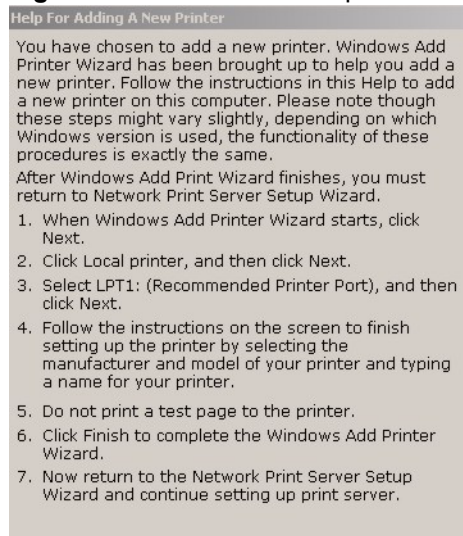 Help For Adding A New Printer
You have chosen to add a new printer. Windows Add
Printer Wizard has been brought up to help you add a
new printer. Follow the instructions in this Help to add
a new printer on this computer. Please note though
these steps might vary slightly, depending on which
Windows version is used, the functionality of these
procedures is exactly the same.
After Windows Add Print Wizard finishes, you must
return to Network Print Server Setup Wizard.
1. When Windows Add Printer Wizard starts, click
Next.
2. Click Local printer, and then click Next.
3. Select LPT1: (Recommended Printer Port), and then
click Next.
4. Follow the instructions on the screen to finish
setting up the printer by selecting the
manufacturer and model of your printer and typing
a name for your printer.
5. Do not print a test page to the printer.
6. Click Finish to complete the Windows Add Printer
Wizard.
7. Now return to the Network Print Server Setup
Wizard and continue setting up print server.